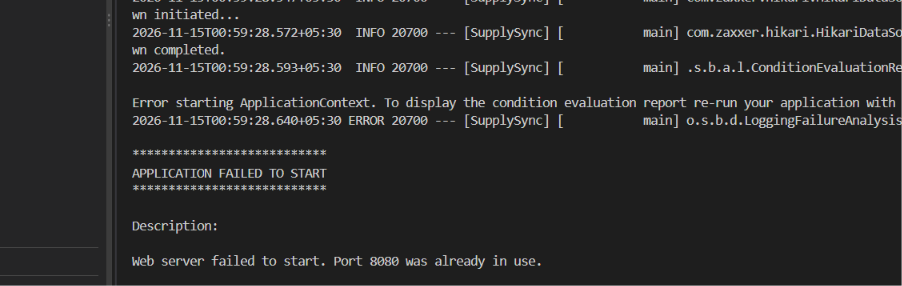 wn initiated...
2026-11-15T00:59:28.572+05:30  INFO 20700 --- [SupplySync] [           main] com.zaxxer.hikari.HikariDataSo
wn completed.
2026-11-15T00:59:28.593+05:30  INFO 20700 --- [SupplySync] [           main] .s.b.a.l.ConditionEvaluationRe

Error starting ApplicationContext. To display the condition evaluation report re-run your application with
2026-11-15T00:59:28.640+05:30 ERROR 20700 --- [SupplySync] [           main] o.s.b.d.LoggingFailureAnalysis

***************************
APPLICATION FAILED TO START
***************************

Description:

Web server failed to start. Port 8080 was already in use.